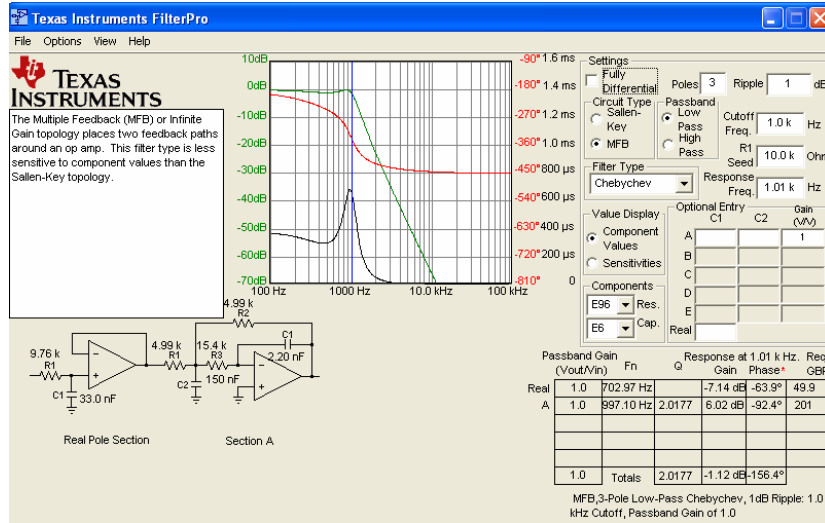 Texas Instruments FilterPro
File Options View Help
TEXAS
INSTRUMENTS
The Multiple Feedback (MFB) or Infinite
Gain topology places two feedback paths
around an op amp. This filter type is less
sensitive to component values than the
Sallen-Key topology.
10dB
0dB
-10dB
-20dB
-30dB
-40dB
-50dB
-60dB
-70dB
100 Hz 1000 Hz 10.0 kHz 100 kHz
-90° 1.6 ms
-180° 1.4 ms
-270° 1.2 ms
-360° 1.0 ms
-450° 800 µs
-540° 600 µs
-630° 400 µs
-720° 200 µs
-810° 0
Settings
Fully
Differential
Poles 3 Ripple 1 dB
Circuit Type
Sallen-
Key
MFB
Passband
Low
Pass
High
Pass
Cutoff
Freq. 1.0 k Hz
R1
Seed 10.0 k Ohm
Response
Freq. 1.01 k Hz
Filter Type
Chebychev
Value Display
Component
Values
Sensitivities
Components
E96 Res.
E6 Cap.
Optional Entry
C1 C2 Gain
(V/V)
A 1
B
C
D
E
Real
9.76 k
R1
C1 33.0 nF
4.99 k
R1
4.99 k
R2
15.4 k
R3
C1
2.20 nF
C2 150 nF
Real Pole Section
Section A
Passband Gain Response at 1.01 k Hz. Req
(Vout/Vin) Fn Q Gain Phase* GBP
Real 1.0 702.97 Hz -7.14 dB -63.9° 49.9
A 1.0 997.10 Hz 2.0177 6.02 dB -92.4° 201
1.0 Totals 2.0177 -1.12 dB -156.4°
MFB,3-Pole Low-Pass Chebychev, 1dB Ripple: 1.0
kHz Cutoff, Passband Gain of 1.0